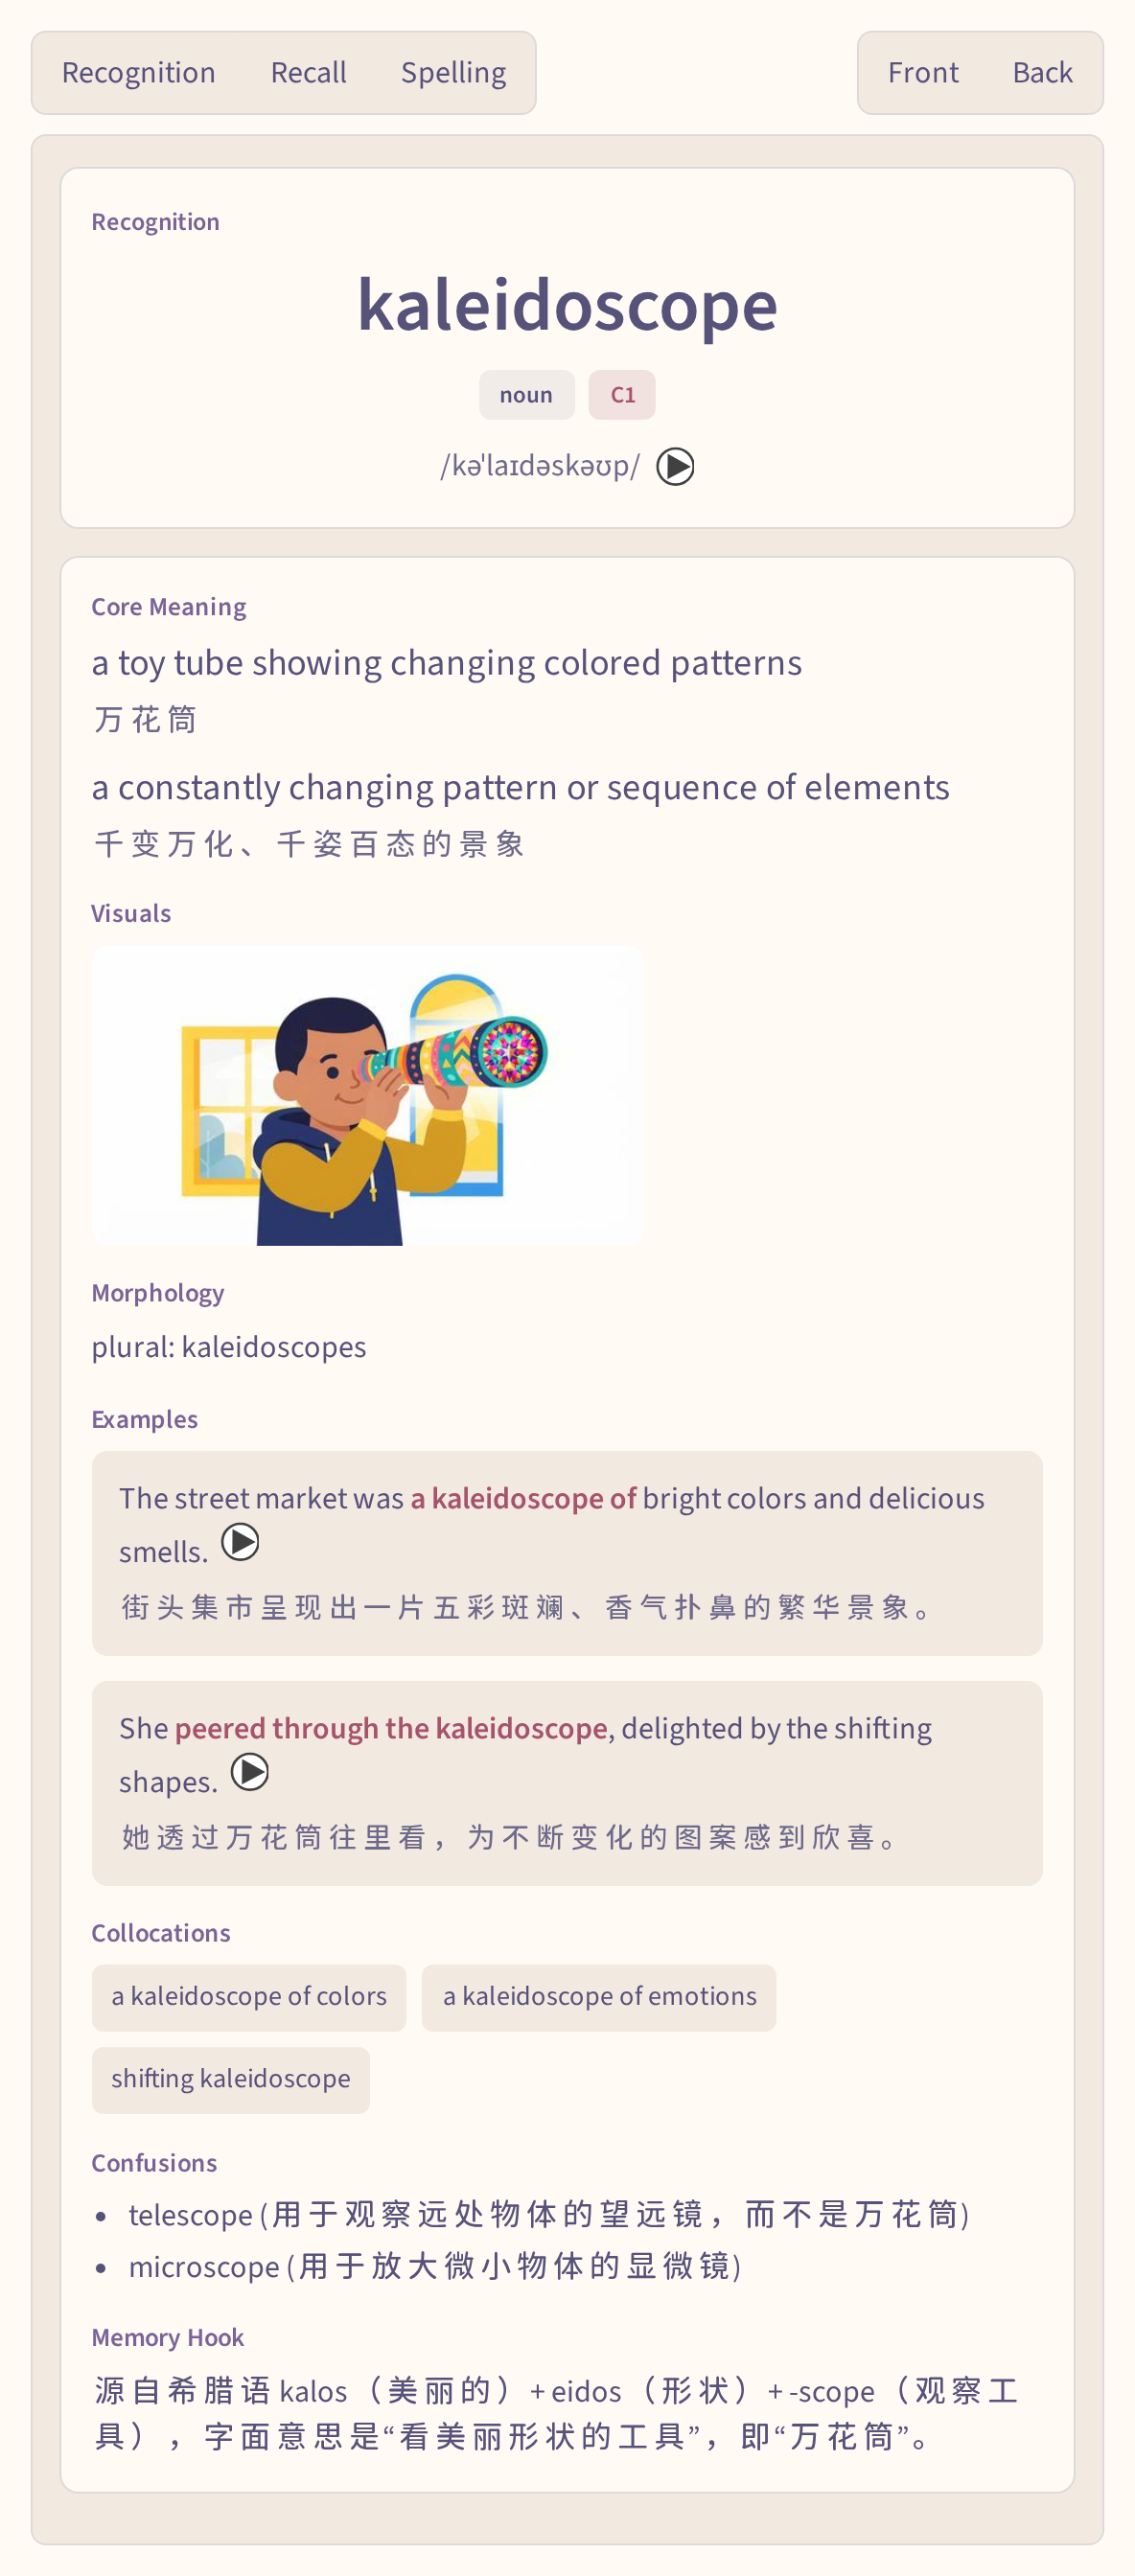 Recognition Recall Spelling Front Back
Recognition
kaleidoscope
noun C1
/kəˈlaɪdəskəʊp/
Core Meaning
a toy tube showing changing colored patterns
万花筒
a constantly changing pattern or sequence of elements
千变万化、千姿百态的景象
Visuals
Morphology
plural: kaleidoscopes
Examples
The street market was a kaleidoscope of bright colors and delicious
smells.
街头集市呈现出一片五彩斑斓、香气扑鼻的繁华景象。
She peered through the kaleidoscope, delighted by the shifting
shapes.
她透过万花筒往里看，为不断变化的图案感到欣喜。
Collocations
a kaleidoscope of colors a kaleidoscope of emotions
shifting kaleidoscope
Confusions
• telescope (用于观察远处物体的望远镜，而不是万花筒)
• microscope (用于放大微小物体的显微镜)
Memory Hook
源自希腊语 kalos（美丽的）+ eidos（形状）+ -scope（观察工
具），字面意思是“看美丽形状的工具”，即“万花筒”。